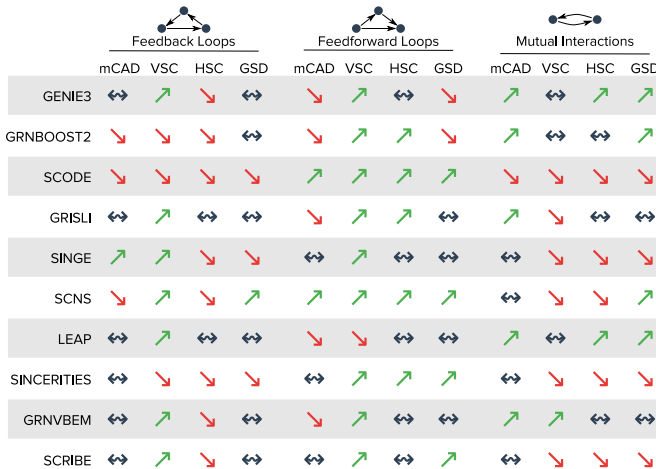 Feedback Loops Feedforward Loops Mutual Interactions
mCAD VSC HSC GSD mCAD VSC HSC GSD mCAD VSC HSC GSD
GENIE3
GRNBOOST2
SCODE
GRISLI
SINGE
SCNS
LEAP
SINCERITIES
GRNVBEM
SCRIBE